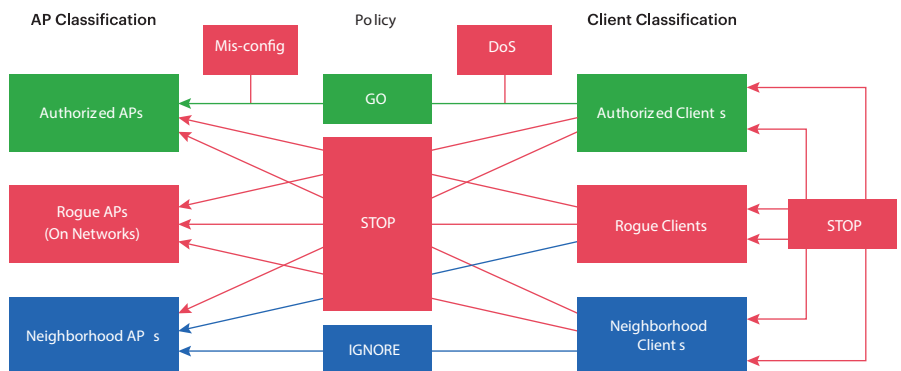 AP Classification
Policy
Client Classification
Mis-config
DoS
Authorized APs
GO
Authorized Client s
Rogue APs
(On Networks)
STOP
Rogue Clients
STOP
Neighborhood AP s
IGNORE
Neighborhood
Client s